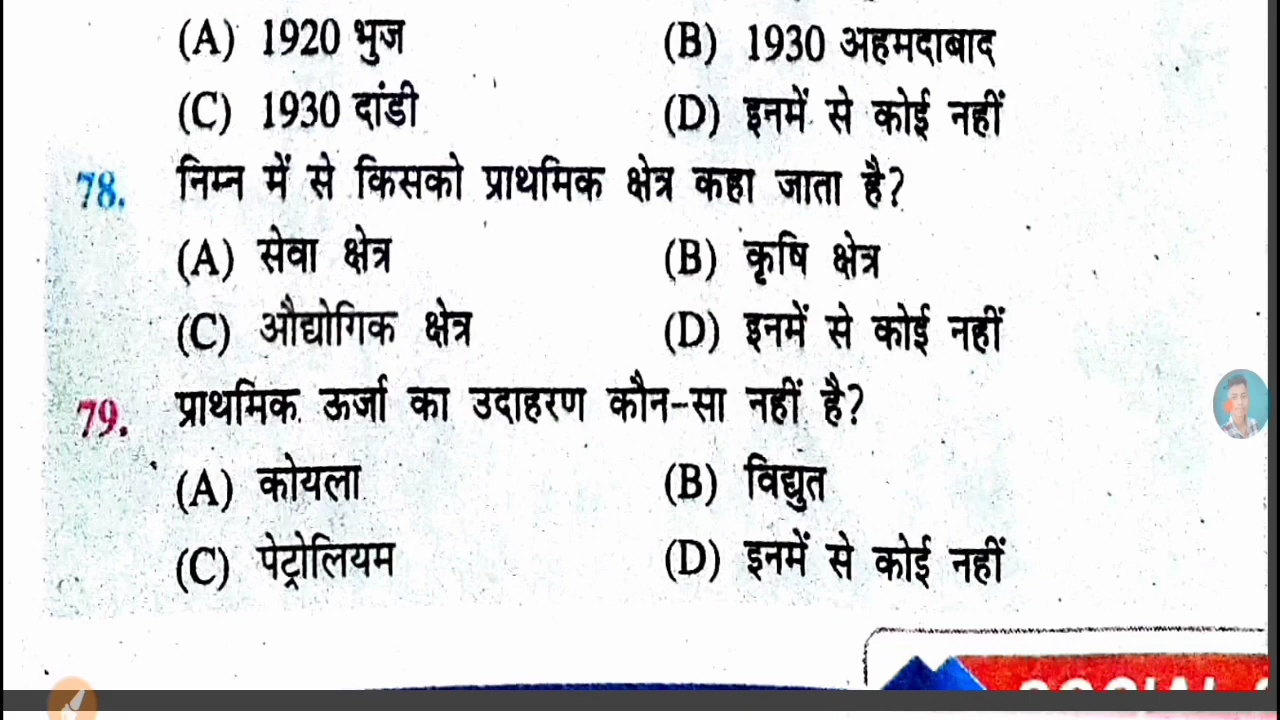 (A) 1920 भुज (B) 1930 अहमदाबाद
(C) 1930 दांडी (D) इनमें से कोई नहीं
78. निम्न में से किसको प्राथमिक क्षेत्र कहा जाता है?
(A) सेवा क्षेत्र (B) कृषि क्षेत्र
(C) औद्योगिक क्षेत्र (D) इनमें से कोई नहीं
79. प्राथमिक ऊर्जा का उदाहरण कौन-सा नहीं है?
(A) कोयला (B) विद्युत
(C) पेट्रोलियम (D) इनमें से कोई नहीं